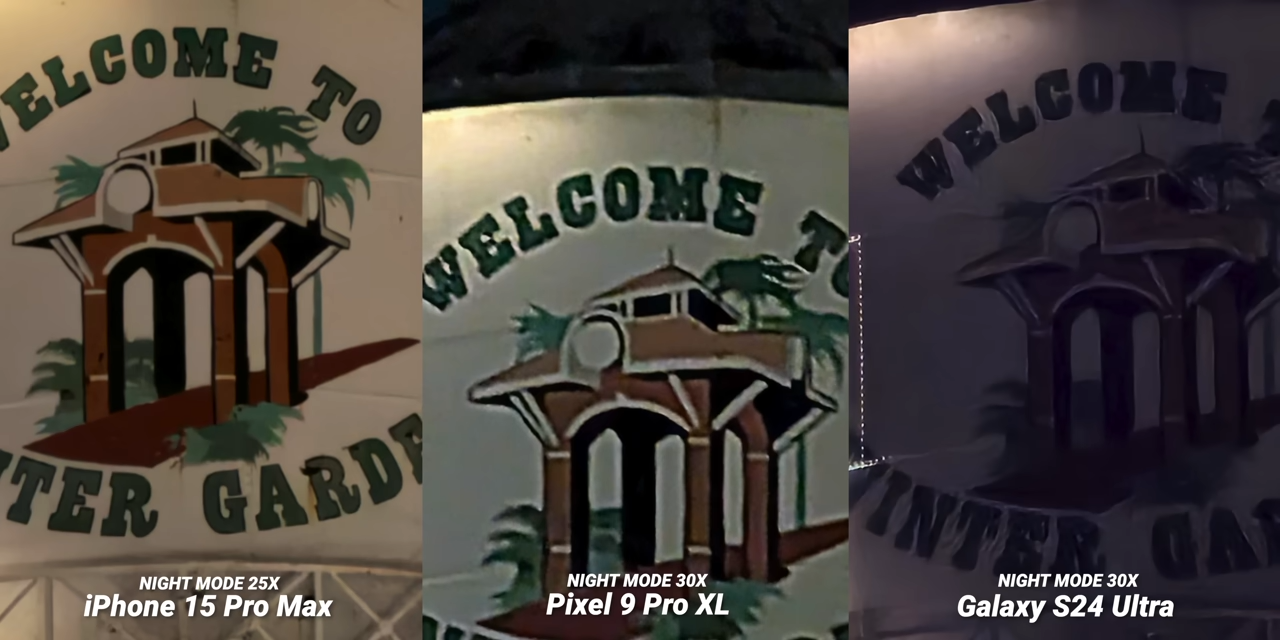 WELCOME TO
NTER GARDE
NIGHT MODE 25X
iPhone 15 Pro Max
WELCOME TO
NIGHT MODE 30X
Pixel 9 Pro XL
WELCOME
INTER GAR
NIGHT MODE 30X
Galaxy S24 Ultra